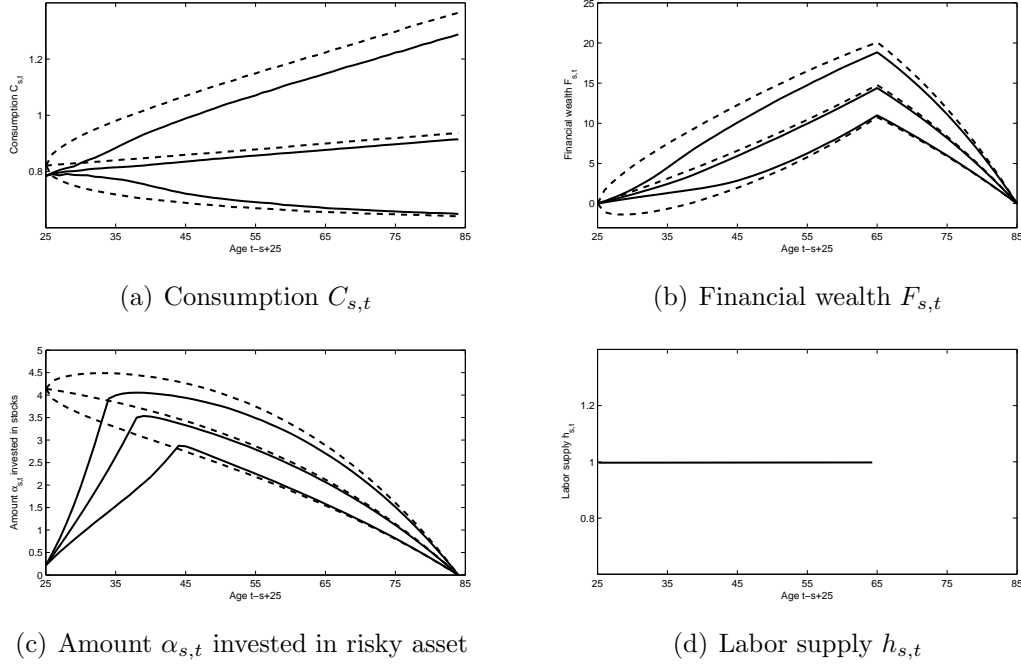 1.2
1
0.8
Consumption C_{s,t}
25 35 45 55 65 75 85
Age t−s+25
(a) Consumption C_{s,t}
25
20
15
10
5
0
Financial wealth F_{s,t}
25 35 45 55 65 75 85
Age t−s+25
(b) Financial wealth F_{s,t}
5
4.5
4
3.5
3
2.5
2
1.5
1
0.5
0
Amount α_{s,t} invested in stocks
25 35 45 55 65 75 85
Age t−s+25
(c) Amount α_{s,t} invested in risky asset
1.2
1
0.8
Labor supply h_{s,t}
25 35 45 55 65 75 85
Age t−s+25
(d) Labor supply h_{s,t}